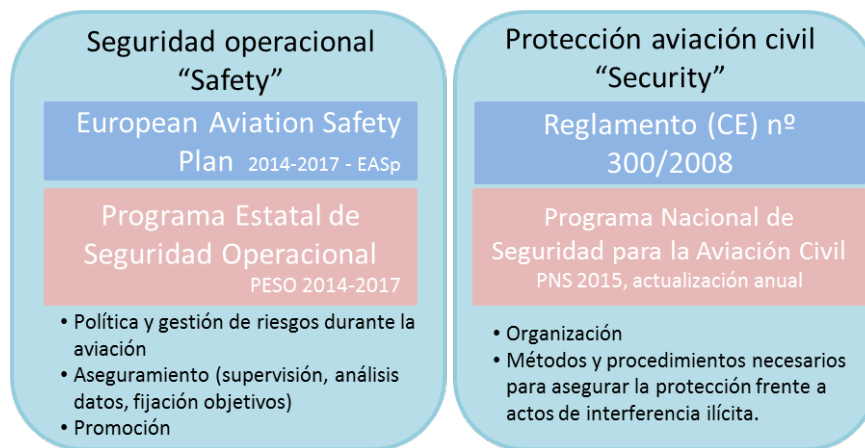 Seguridad operacional
“Safety”
European Aviation Safety
Plan 2014-2017 - EASp
Programa Estatal de
Seguridad Operacional
PESO 2014-2017
• Política y gestión de riesgos durante la
aviación
• Aseguramiento (supervisión, análisis
datos, fijación objetivos)
• Promoción
Protección aviación civil
“Security”
Reglamento (CE) nº
300/2008
Programa Nacional de
Seguridad para la Aviación Civil
PNS 2015, actualización anual
• Organización
• Métodos y procedimientos necesarios
para asegurar la protección frente a
actos de interferencia ilícita.